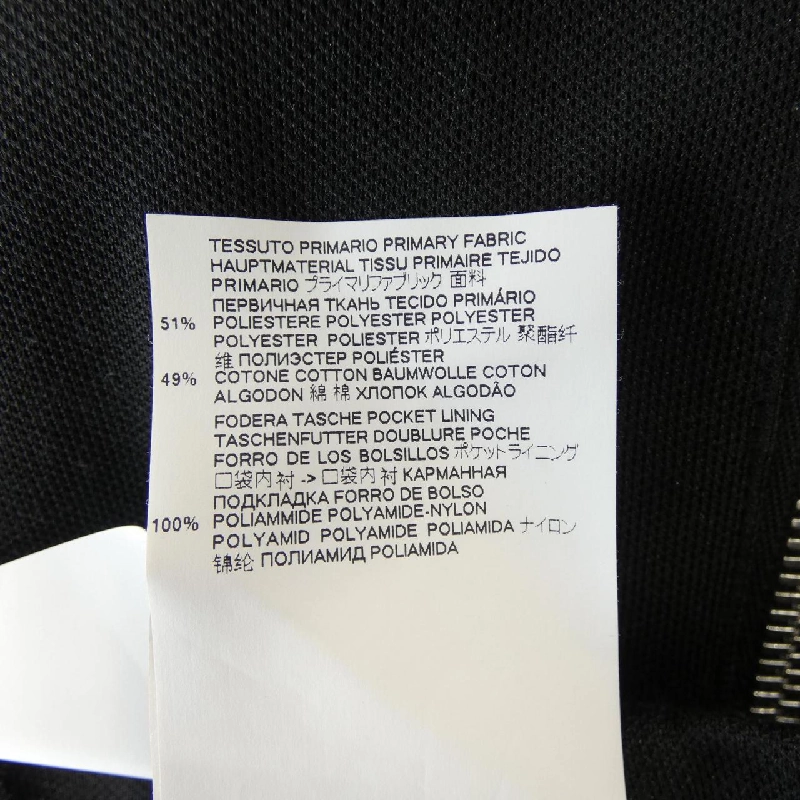 TESSUTO PRIMARIO PRIMARY FABRIC
HAUPTMATERIAL TISSU PRIMAIRE TEJIDO
PRIMARIO プライマリファブリック 面料
ПЕРВИЧНАЯ ТКАНЬ TECIDO PRIMÁRIO
51% POLIESTERE POLYESTER POLYESTER
POLYESTER POLIESTER ポリエステル 聚酯纤
维 ПОЛИЭСТЕР POLIÉSTER
49% COTONE COTTON BAUMWOLLE COTON
ALGODON 綿 棉 ХЛОПОК ALGODÃO
FODERA TASCHE POCKET LINING
TASCHENFUTTER DOUBLURE POCHE
FORRO DE LOS BOLSILLOS ポケットライニング
口袋内衬 -> 口袋内衬 КАРМАННАЯ
ПОДКЛАДКА FORRO DE BOLSO
100% POLIAMMIDE POLYAMIDE-NYLON
POLYAMID POLYAMIDE POLIAMIDA ナイロン
锦纶 ПОЛИАМИД POLIAMIDA